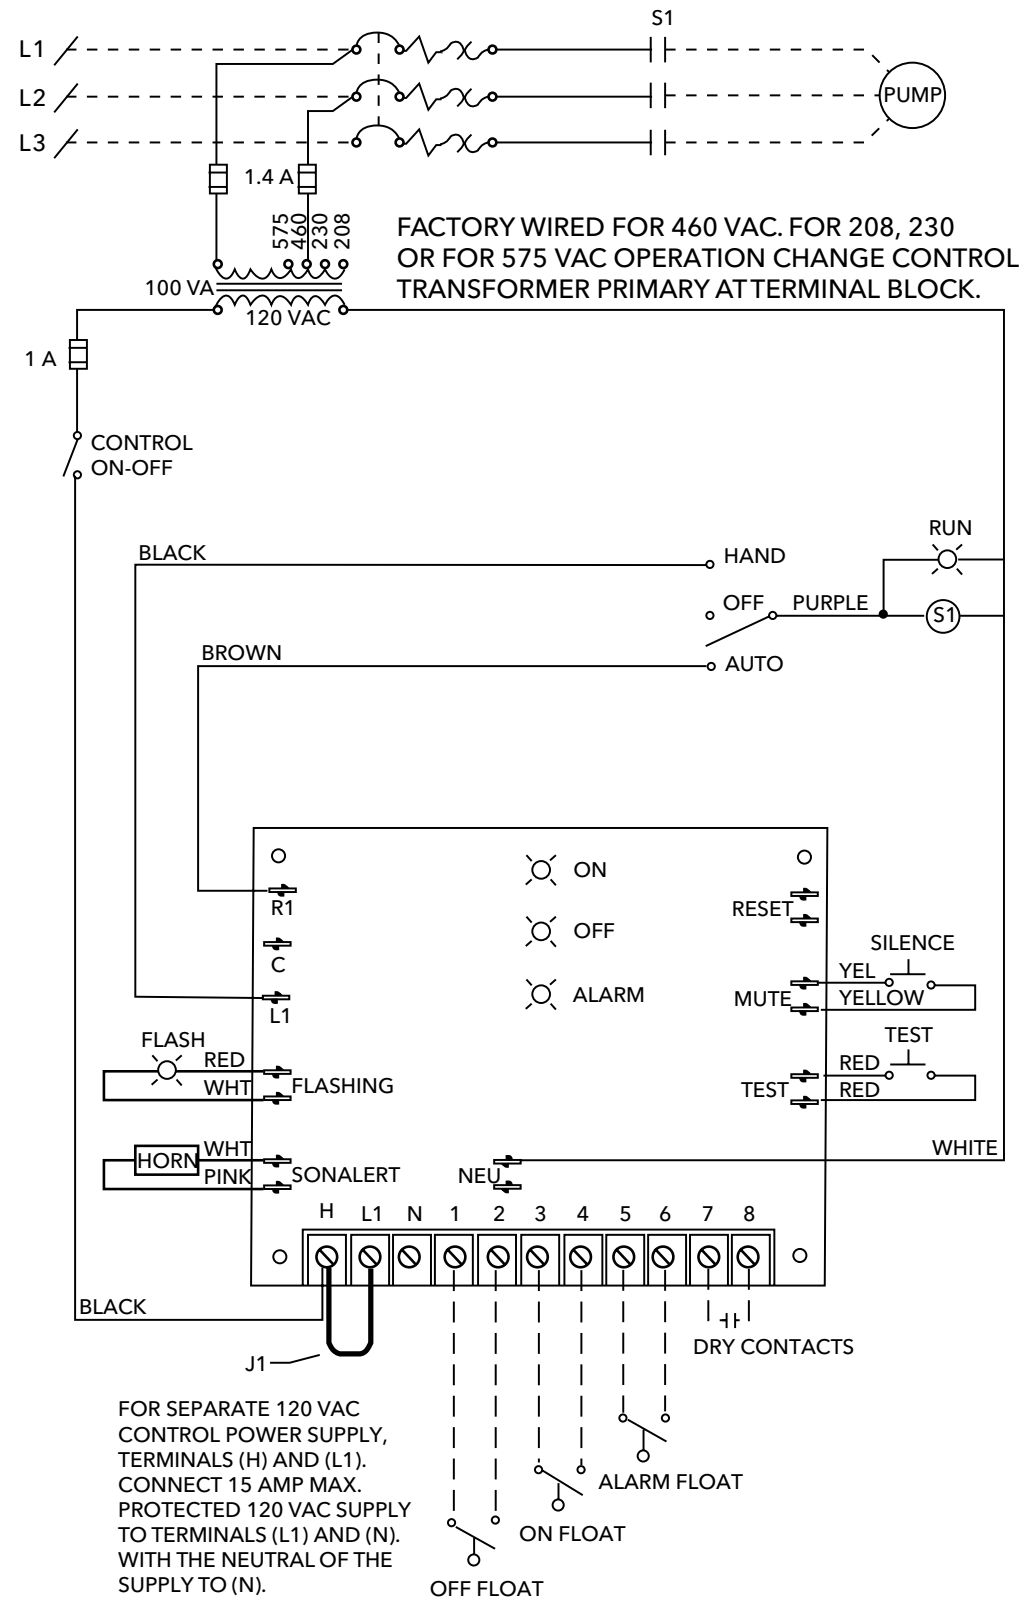 S1
L1
L2
PUMP
L3
1.4 A
575
460
230
208
FACTORY WIRED FOR 460 VAC. FOR 208, 230
OR FOR 575 VAC OPERATION CHANGE CONTROL
TRANSFORMER PRIMARY AT TERMINAL BLOCK.
100 VA
120 VAC
1 A
CONTROL
ON-OFF
RUN
BLACK
HAND
OFF
PURPLE
S1
BROWN
AUTO
ON
R1
RESET
OFF
SILENCE
C
YEL
ALARM
MUTE
YELLOW
L1
FLASH
TEST
RED
RED
WHT
FLASHING
TEST
RED
WHITE
HORN
WHT
PINK
SONALERT
NEU
H L1 N 1 2 3 4 5 6 7 8
BLACK
DRY CONTACTS
J1
FOR SEPARATE 120 VAC
CONTROL POWER SUPPLY,
TERMINALS (H) AND (L1).
CONNECT 15 AMP MAX.
PROTECTED 120 VAC SUPPLY
TO TERMINALS (L1) AND (N).
WITH THE NEUTRAL OF THE
SUPPLY TO (N).
ALARM FLOAT
ON FLOAT
OFF FLOAT